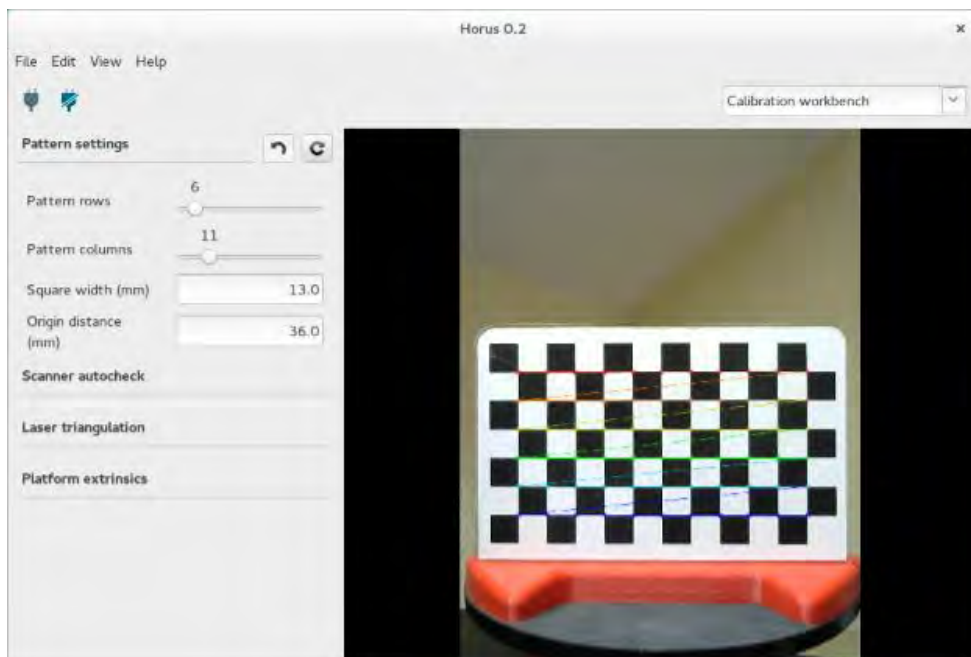 Horus 0.2
File Edit View Help
Calibration workbench
Pattern settings
6
Pattern rows
11
Pattern columns
Square width (mm) 13.0
Origin distance
(mm)
36.0
Scanner autocheck
Laser triangulation
Platform extrinsics